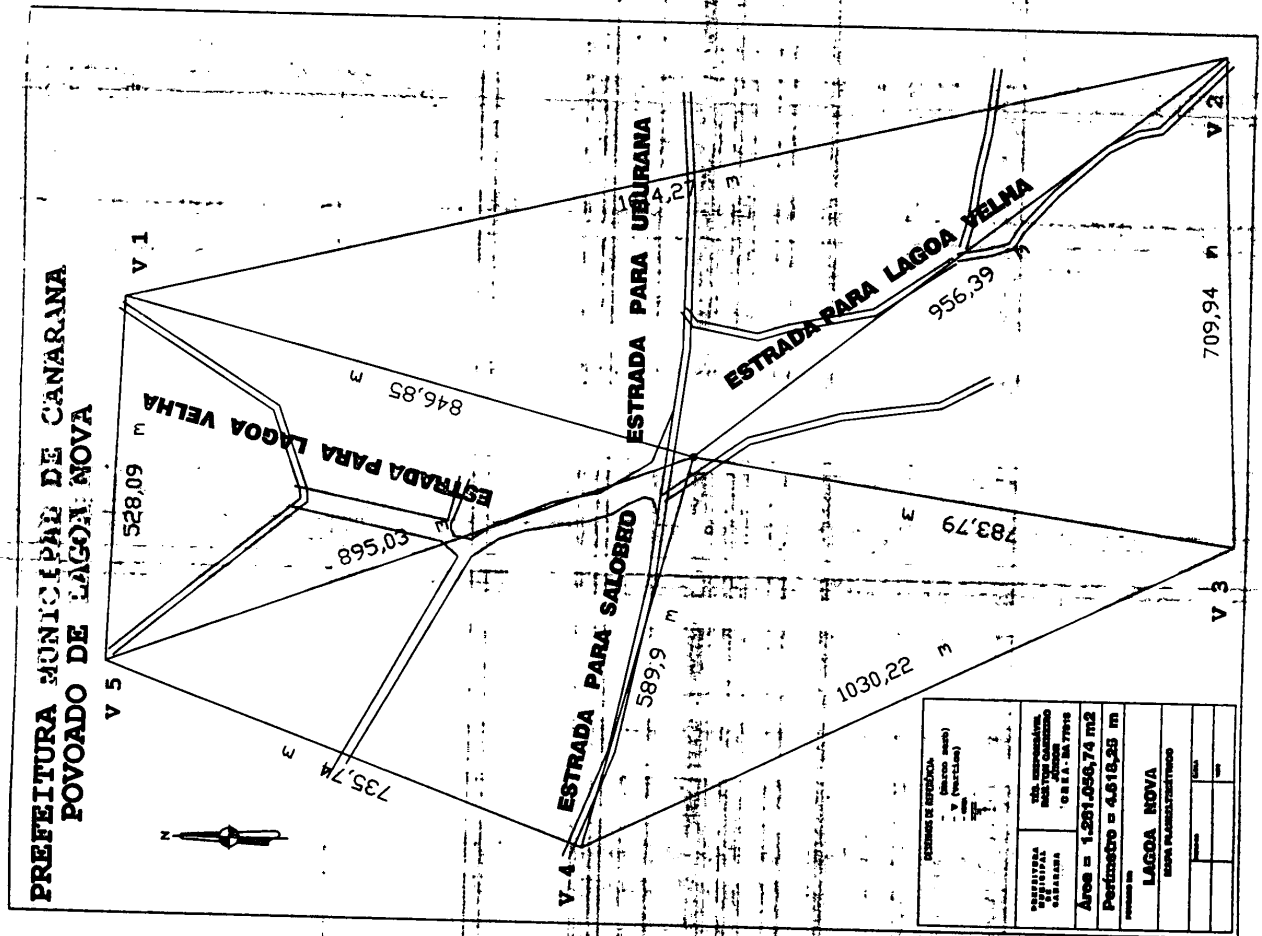 PREFEITURA MUNICIPAL DE CANARANA
POVOADO DE LAGOA NOVA
V 1
V 2
V 3
V-4
V 5
528,09 m
846,85 m
895,03 m
735,74 m
589,9 m
1030,22 m
783,79 m
709,94 m
956,39 m
m
ESTRADA PARA LAGOA VELHA
ESTRADA PARA UBURANA
ESTRADA PARA LAGOA VELHA
ESTRADA PARA SALOBRO
N
PREFEITURA
MUNICIPAL
DE
CANARANA
JÚNIOR
Área = 1.281.056,74 m2
Perímetro = 4.618,25 m
LAGOA NOVA